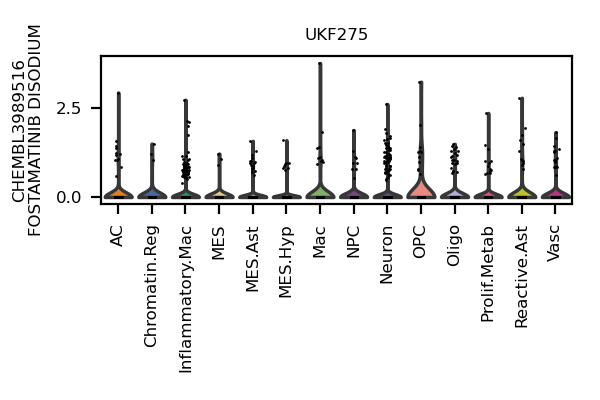 UKF275
CHEMBL3989516
FOSTAMATINIB DISODIUM
2.5
0.0
AC
Chromatin.Reg
Inflammatory.Mac
MES
MES.Ast
MES.Hyp
Mac
NPC
Neuron
OPC
Oligo
Prolif.Metab
Reactive.Ast
Vasc